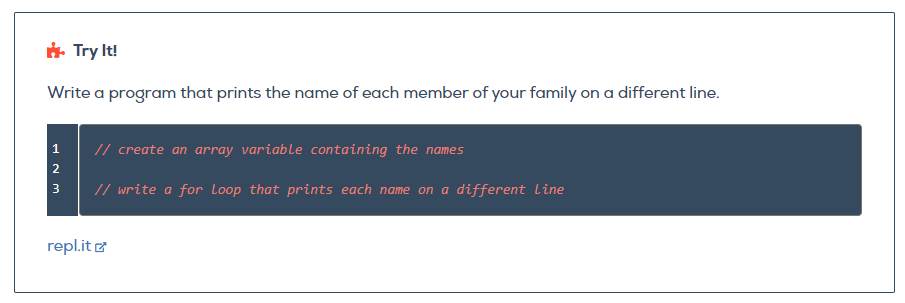 Try It!
Write a program that prints the name of each member of your family on a different line.
1 // create an array variable containing the names
2
3 // write a for loop that prints each name on a different line
repl.it